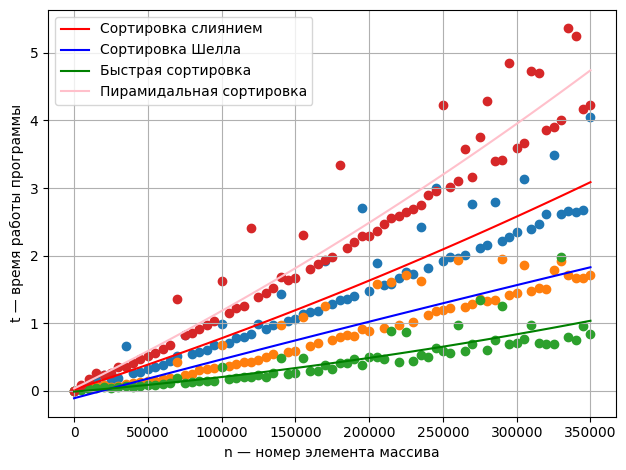 Сортировка слиянием
Сортировка Шелла
Быстрая сортировка
Пирамидальная сортировка
5
4
3
2
1
0
t — время работы программы
0 50000 100000 150000 200000 250000 300000 350000
n — номер элемента массива